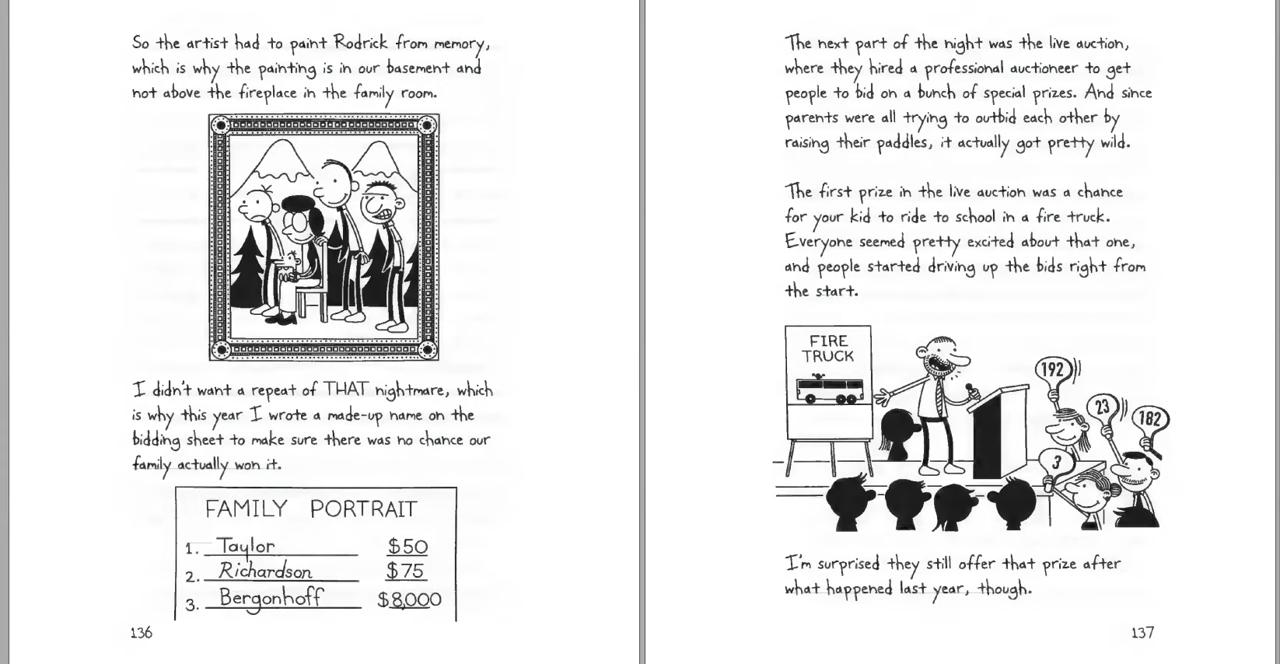 So the artist had to paint Rodrick from memory,
which is why the painting is in our basement and
not above the fireplace in the family room.
I didn't want a repeat of THAT nightmare, which
is why this year I wrote a made-up name on the
bidding sheet to make sure there was no chance our
family actually won it.
FAMILY PORTRAIT
1. Taylor $50
2. Richardson $75
3. Bergonhoff $8,000
136
The next part of the night was the live auction,
where they hired a professional auctioneer to get
people to bid on a bunch of special prizes. And since
parents were all trying to outbid each other by
raising their paddles, it actually got pretty wild.
The first prize in the live auction was a chance
for your kid to ride to school in a fire truck.
Everyone seemed pretty excited about that one,
and people started driving up the bids right from
the start.
FIRE
TRUCK
192
23
182
3
I'm surprised they still offer that prize after
what happened last year, though.
137